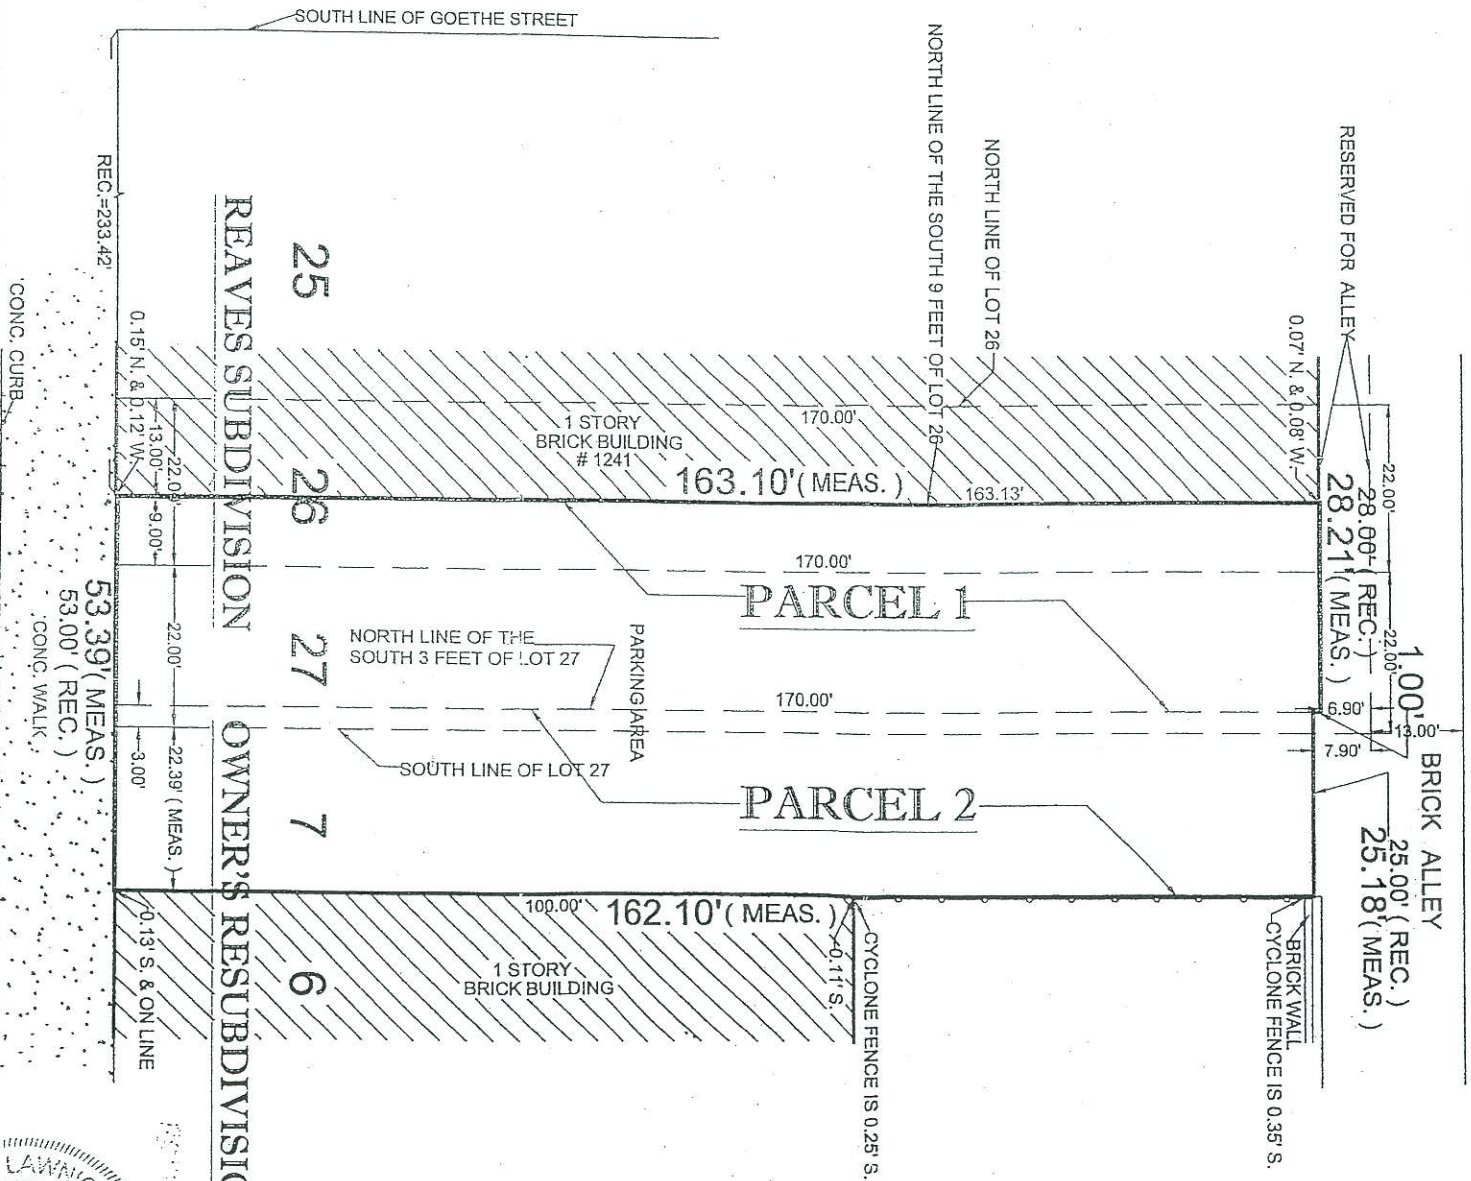 SOUTH LINE OF GOETHE STREET
NORTH LINE OF THE SOUTH 9 FEET OF LOT 26
NORTH LINE OF LOT 26
RESERVED FOR ALLEY
REC.=233.42'
REAVES SUBDIVISION
25
26
27
7
6
CONC. CURB
0.15' N. & 0.12' W.
13.00'
22.0
9.00'
0.07' N. & 0.08' W.
170.00'
1 STORY
BRICK BUILDING
# 1241
163.10' ( MEAS. )
163.13'
22.00'
28.00' ( REC. )
28.21' ( MEAS. )
170.00'
PARCEL 1
22.00'
1.00'
NORTH LINE OF THE
SOUTH 3 FEET OF LOT 27
PARKING AREA
170.00'
6.90'
13.00'
7.90'
22.00'
53.39' ( MEAS. )
53.00' ( REC. )
CONC. WALK
3.00'
22.39' ( MEAS. )
SOUTH LINE OF LOT 27
PARCEL 2
BRICK ALLEY
25.00' ( REC. )
25.18' ( MEAS. )
OWNER'S RESUBDIVISIO
100.00'
162.10' ( MEAS. )
0.11' S.
0.13' S. & ON LINE
1 STORY
BRICK BUILDING
CYCLONE FENCE IS 0.25' S.
BRICK WALL
CYCLONE FENCE IS 0.35' S.
LAWN